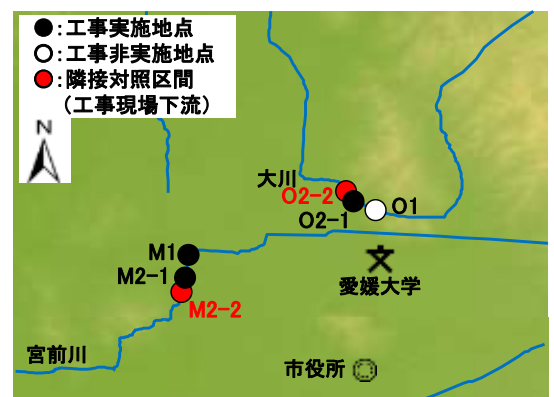 ●:工事実施地点
○:工事非実施地点
●:隣接対照区間
(工事現場下流)
N
大川
O2-2
O1
O2-1
M1
M2-1
愛媛大学
M2-2
宮前川
市役所